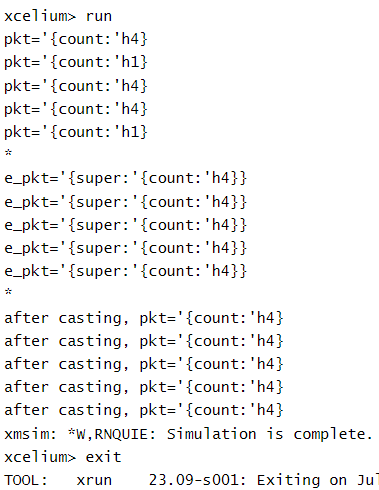 xcelium> run
pkt='{count:'h4}
pkt='{count:'h1}
pkt='{count:'h4}
pkt='{count:'h4}
pkt='{count:'h1}
*
e_pkt='{super:'{count:'h4}}
e_pkt='{super:'{count:'h4}}
e_pkt='{super:'{count:'h4}}
e_pkt='{super:'{count:'h4}}
e_pkt='{super:'{count:'h4}}
*
after casting, pkt='{count:'h4}
after casting, pkt='{count:'h4}
after casting, pkt='{count:'h4}
after casting, pkt='{count:'h4}
after casting, pkt='{count:'h4}
xmsim: *W,RNQUIE: Simulation is complete.
xcelium> exit
TOOL:   xrun    23.09-s001: Exiting on Jul